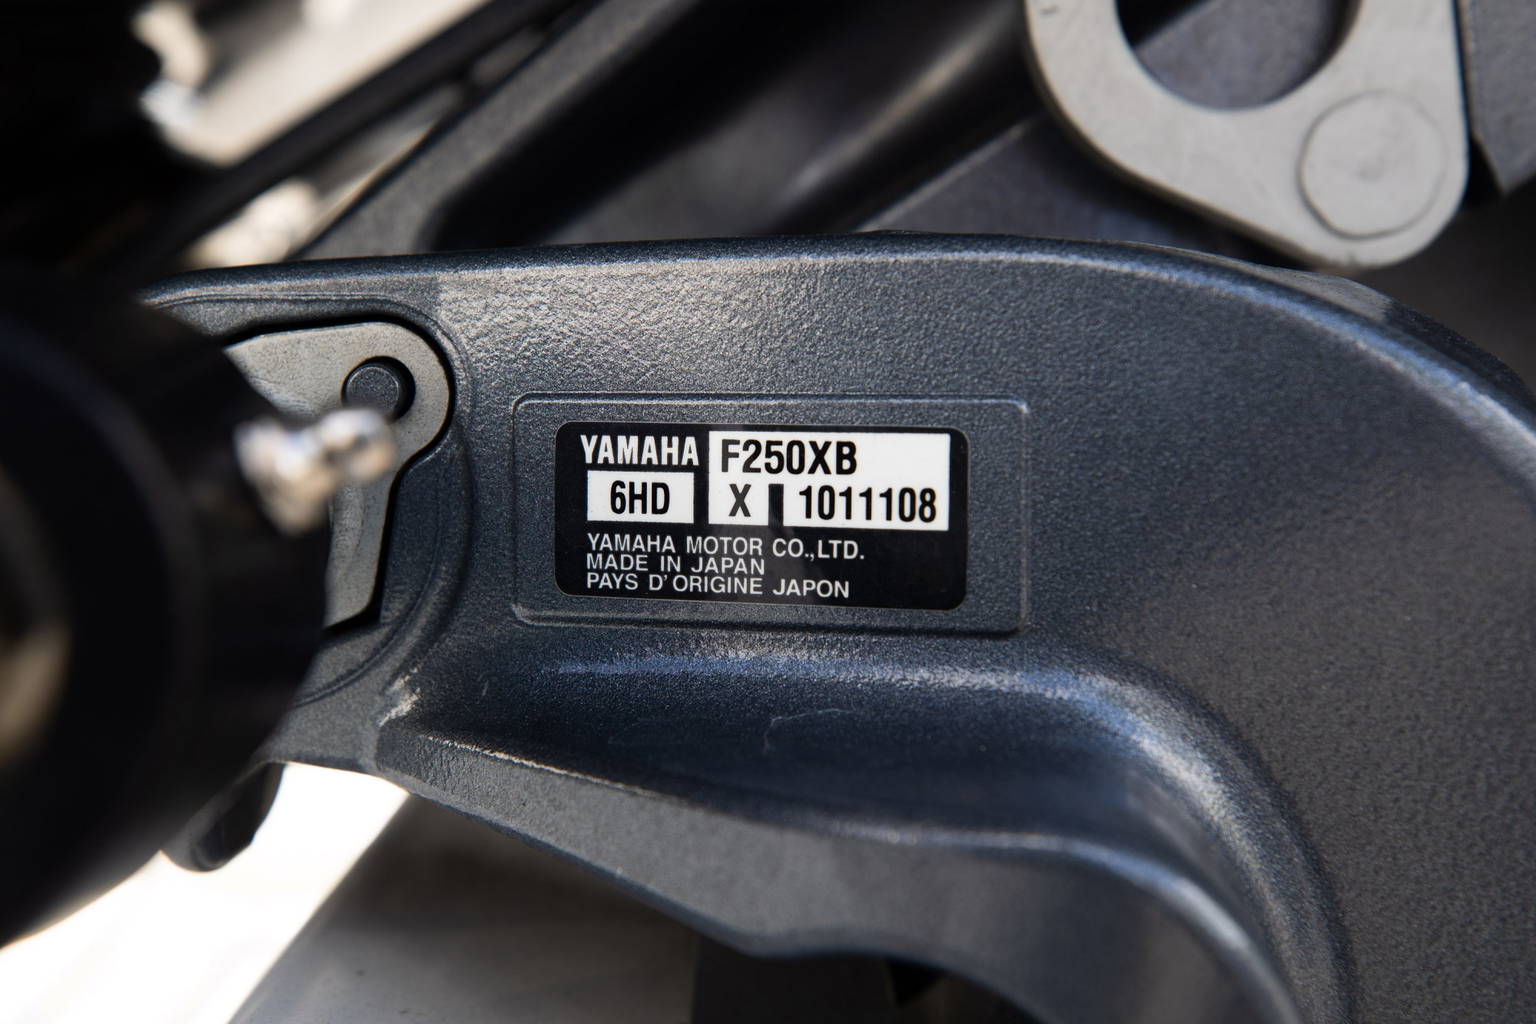 YAMAHA F250XB
6HD X 1011108
YAMAHA MOTOR CO.,LTD.
MADE IN JAPAN
PAYS D'ORIGINE JAPON